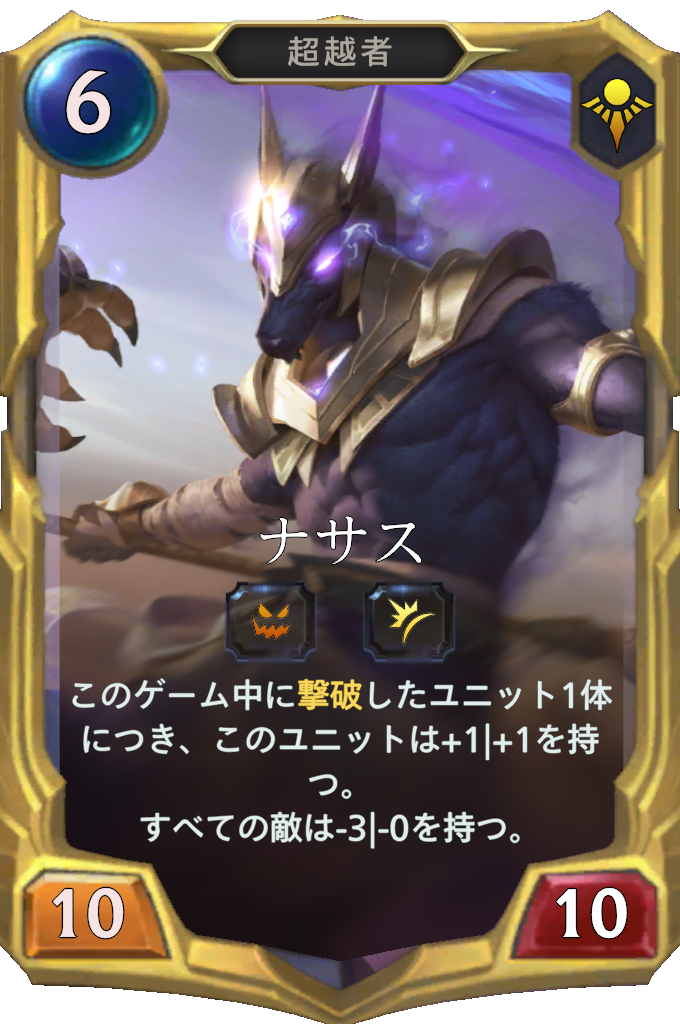 超越者
6
ナサス
このゲーム中に撃破したユニット1体
につき、このユニットは+1|+1を持
つ。
すべての敵は-3|-0を持つ。
10
10